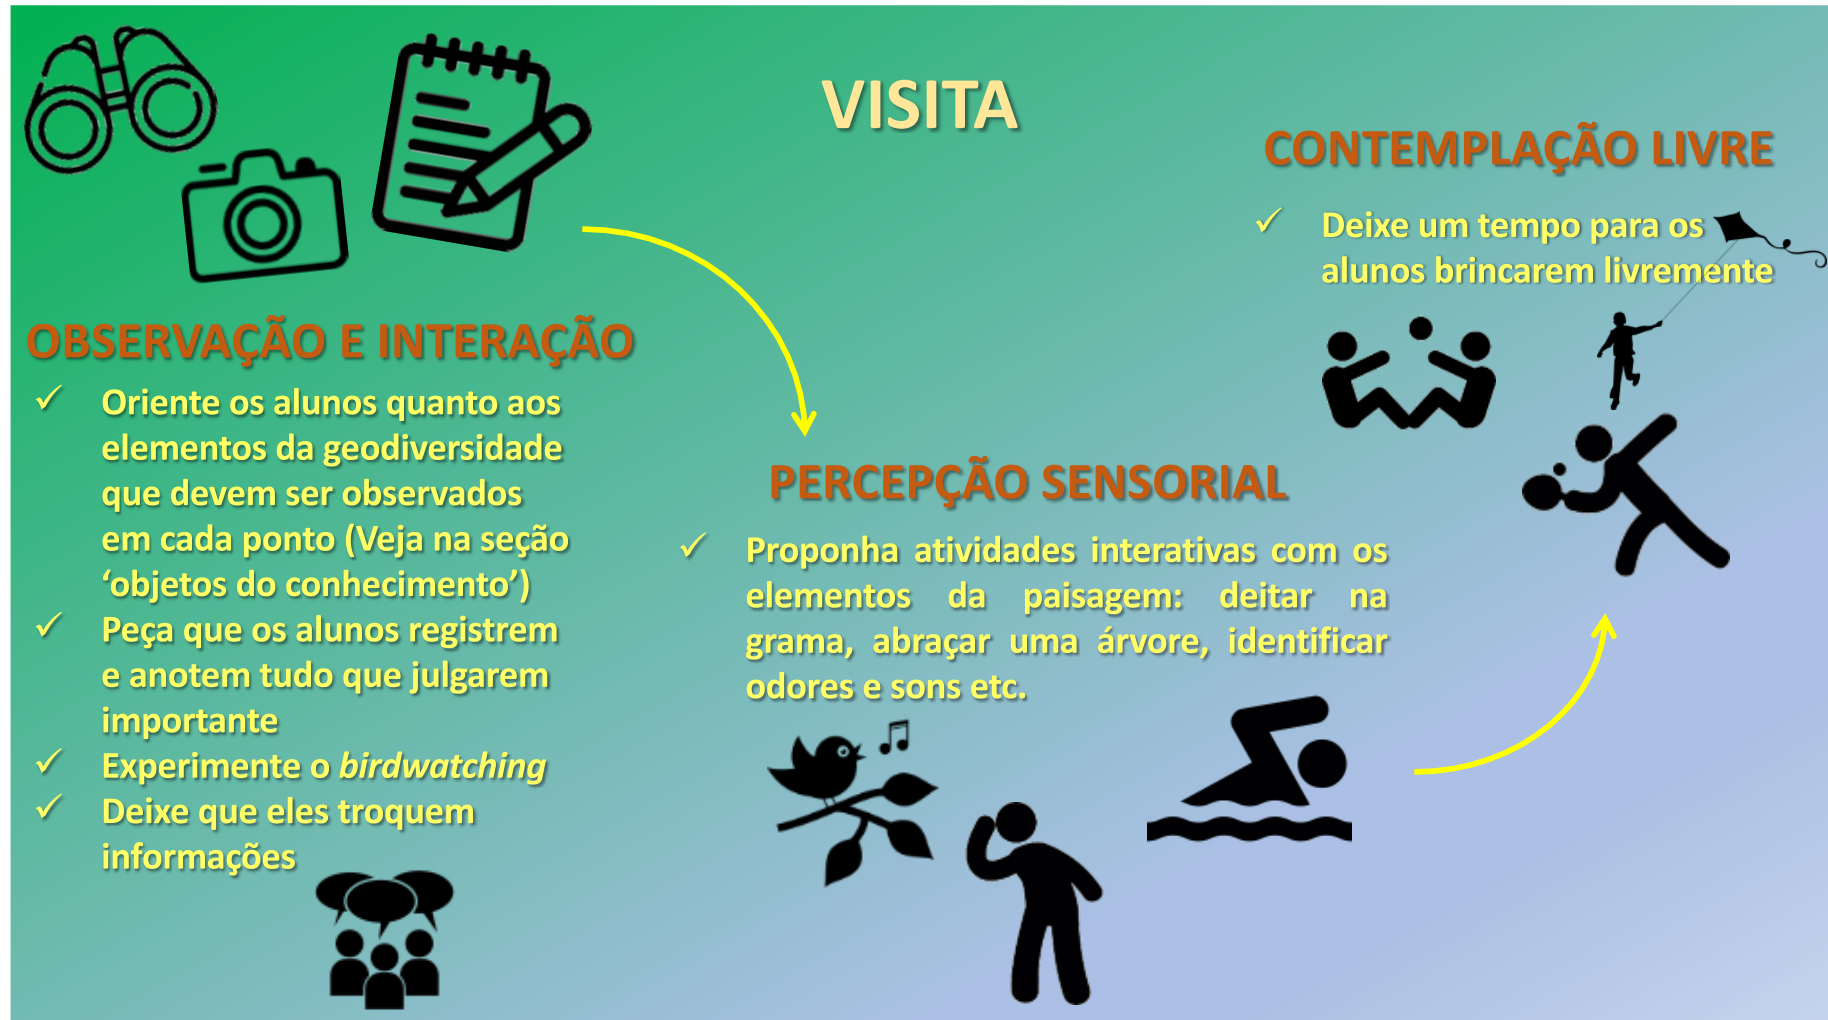 VISITA
OBSERVAÇÃO E INTERAÇÃO
✓ Oriente os alunos quanto aos
elementos da geodiversidade
que devem ser observados
em cada ponto (Veja na seção
‘objetos do conhecimento’)
✓ Peça que os alunos registrem
e anotem tudo que julgarem
importante
✓ Experimente o birdwatching
✓ Deixe que eles troquem
informações
PERCEPÇÃO SENSORIAL
✓ Proponha atividades interativas com os
elementos da paisagem: deitar na
grama, abraçar uma árvore, identificar
odores e sons etc.
CONTEMPLAÇÃO LIVRE
✓ Deixe um tempo para os
alunos brincarem livremente